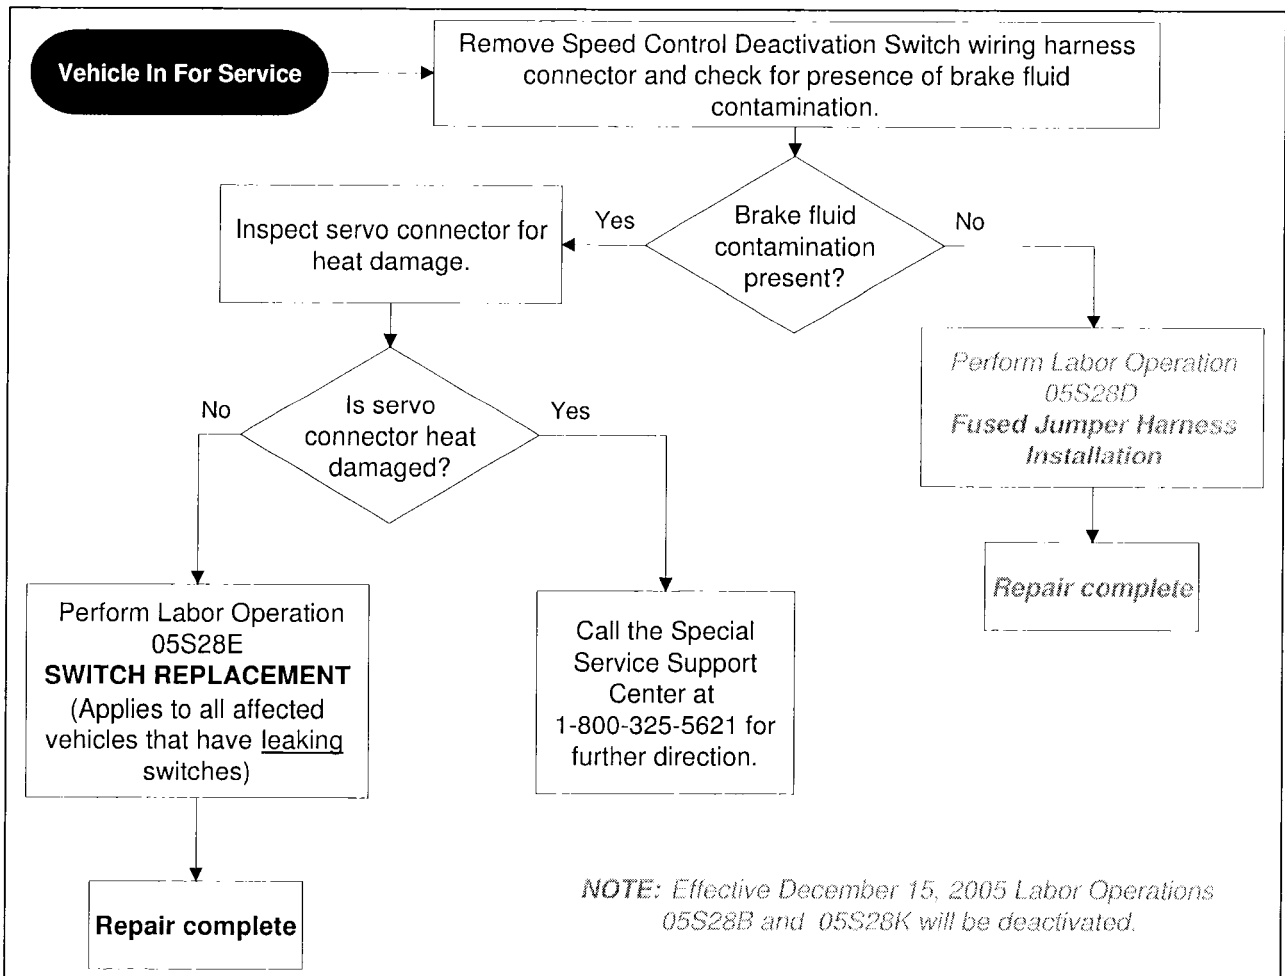 Vehicle In For Service
Remove Speed Control Deactivation Switch wiring harness
connector and check for presence of brake fluid
contamination.
Brake fluid
contamination
present?
Yes
No
Inspect servo connector for
heat damage.
Perform Labor Operation
05S28D
Fused Jumper Harness
Installation
Repair complete
Is servo
connector heat
damaged?
No
Yes
Perform Labor Operation
05S28E
SWITCH REPLACEMENT
(Applies to all affected
vehicles that have leaking
switches)
Call the Special
Service Support
Center at
1-800-325-5621 for
further direction.
Repair complete
NOTE: Effective December 15, 2005 Labor Operations
05S28B and 05S28K will be deactivated.